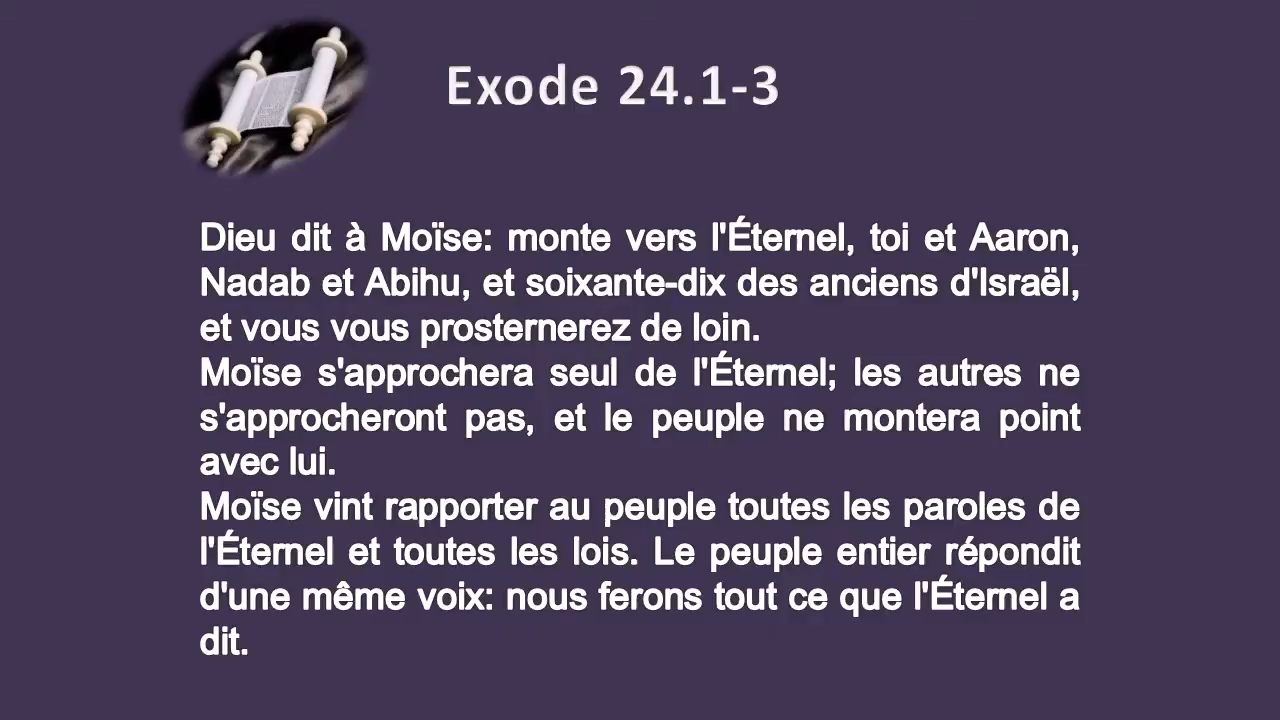 Exode 24.1-3
Dieu dit à Moïse: monte vers l'Éternel, toi et Aaron,
Nadab et Abihu, et soixante-dix des anciens d'Israël,
et vous vous prosternerez de loin.
Moïse s'approchera seul de l'Éternel; les autres ne
s'approcheront pas, et le peuple ne montera point
avec lui.
Moïse vint rapporter au peuple toutes les paroles de
l'Éternel et toutes les lois. Le peuple entier répondit
d'une même voix: nous ferons tout ce que l'Éternel a
dit.